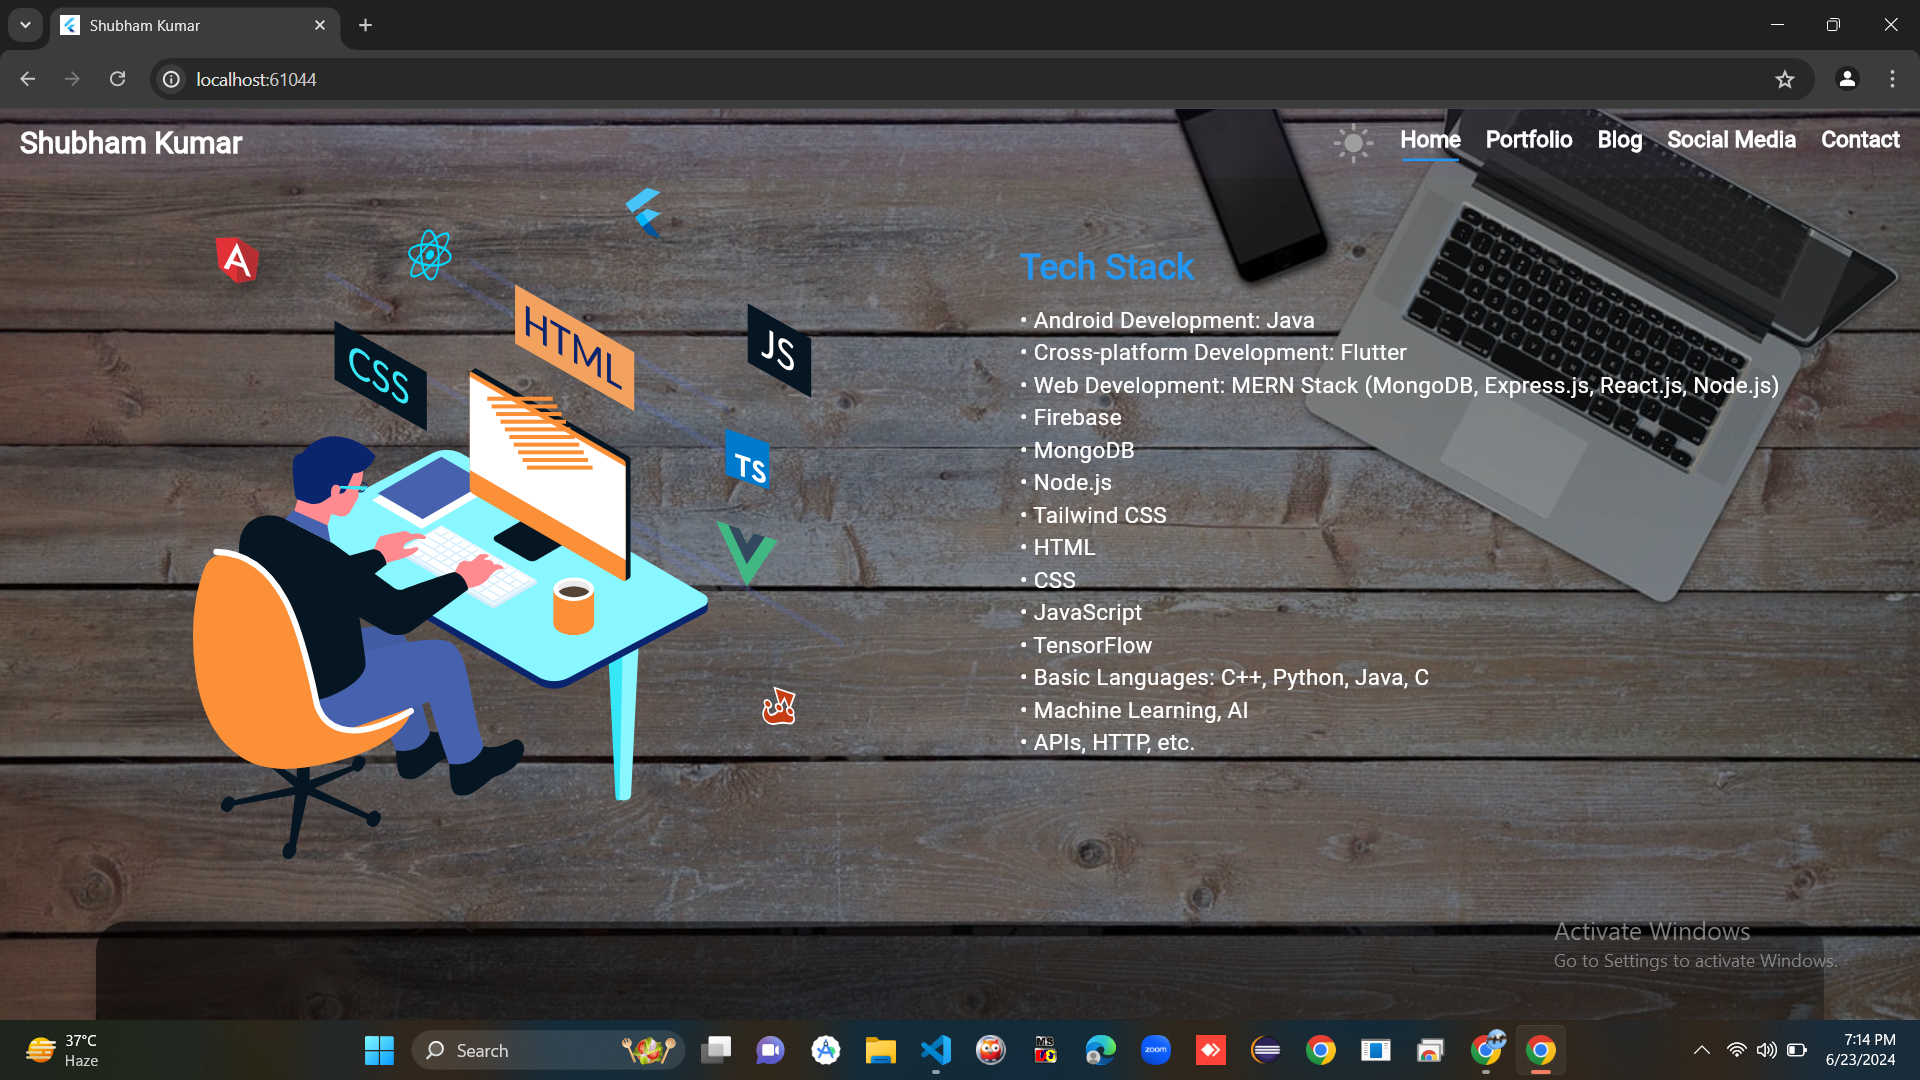 Shubham Kumar
localhost:61044
Shubham Kumar
Home Portfolio Blog Social Media Contact
HTML
JS
CSS
TS
Tech Stack
• Android Development: Java
• Cross-platform Development: Flutter
• Web Development: MERN Stack (MongoDB, Express.js, React.js, Node.js)
• Firebase
• MongoDB
• Node.js
• Tailwind CSS
• HTML
• CSS
• JavaScript
• TensorFlow
• Basic Languages: C++, Python, Java, C
• Machine Learning, AI
• APIs, HTTP, etc.
Activate Windows
Go to Settings to activate Windows.
37°C
Haze
Search
zoom
7:14 PM
6/23/2024